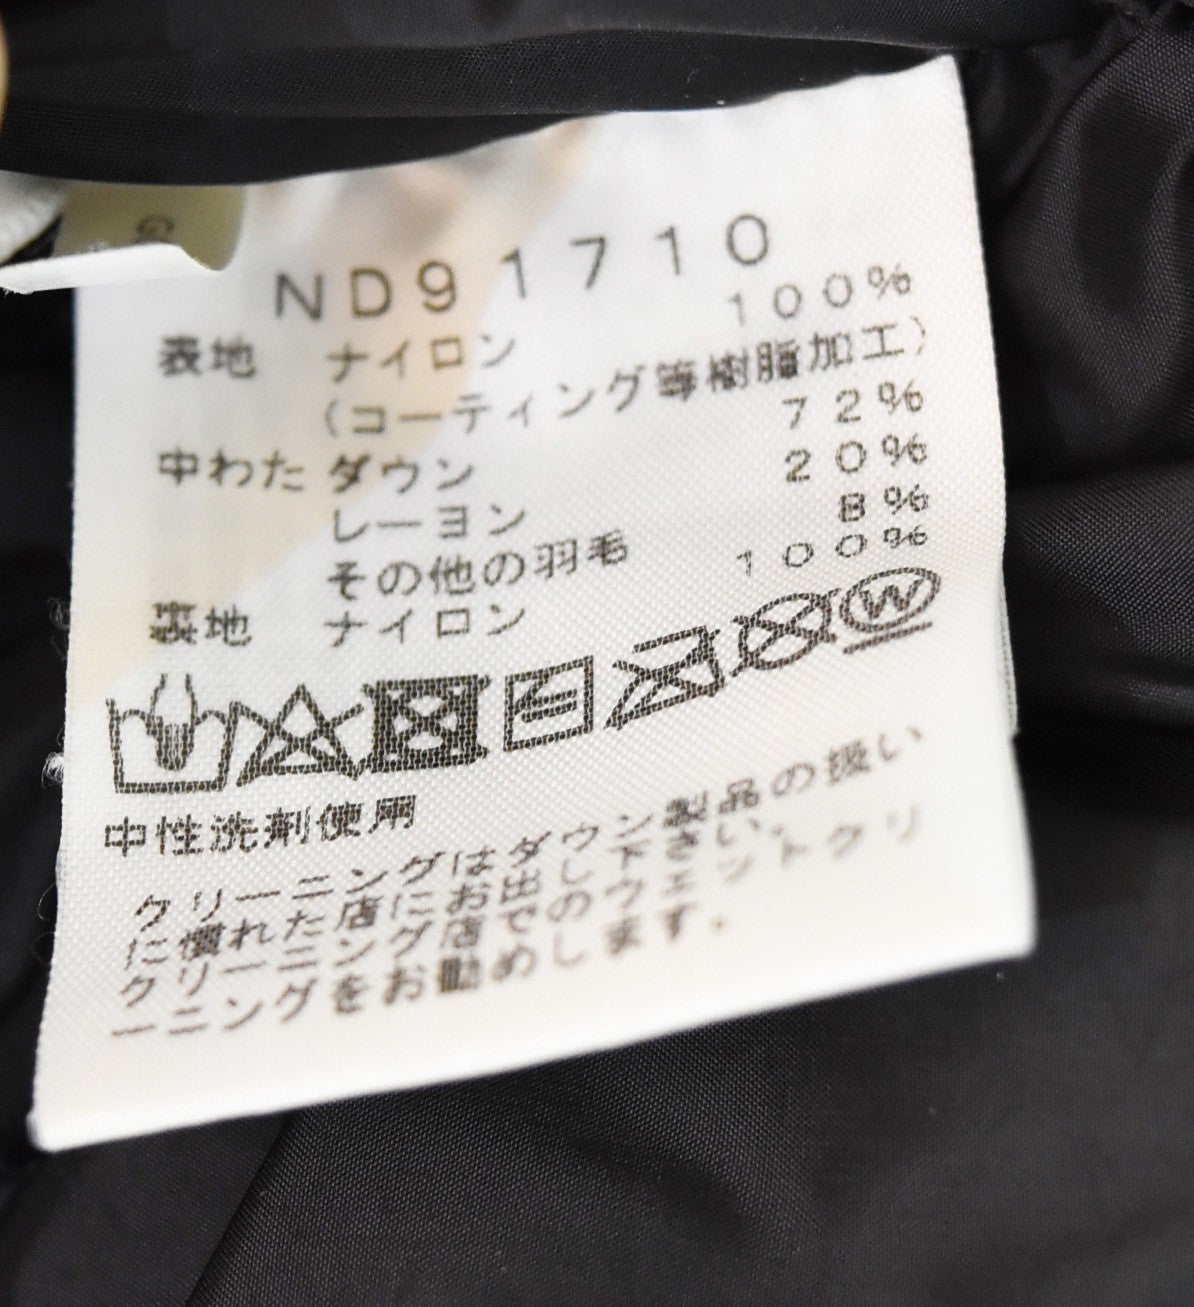 G
ND91710
表地 ナイロン 100%
(コーティング等樹脂加工)
中わた ダウン 72%
レーヨン 20%
その他の羽毛 8%
裏地 ナイロン 100%
W
中性洗剤使用
クリーニングはダウン製品の扱い
に慣れた店にお出し下さい。
クリーニング店でのウェットクリ
ーニングをお勧めします。